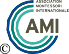 ASSOCIATION
MONTESSORI
INTERNATIONALE
AMI
©